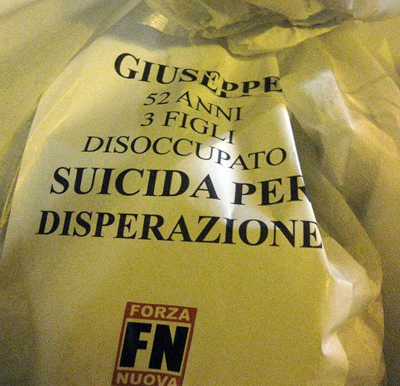 GIUSEPPE
52 ANNI
3 FIGLI
DISOCCUPATO
SUICIDA PER
DISPERAZIONE
FORZA
FN
NUOVA